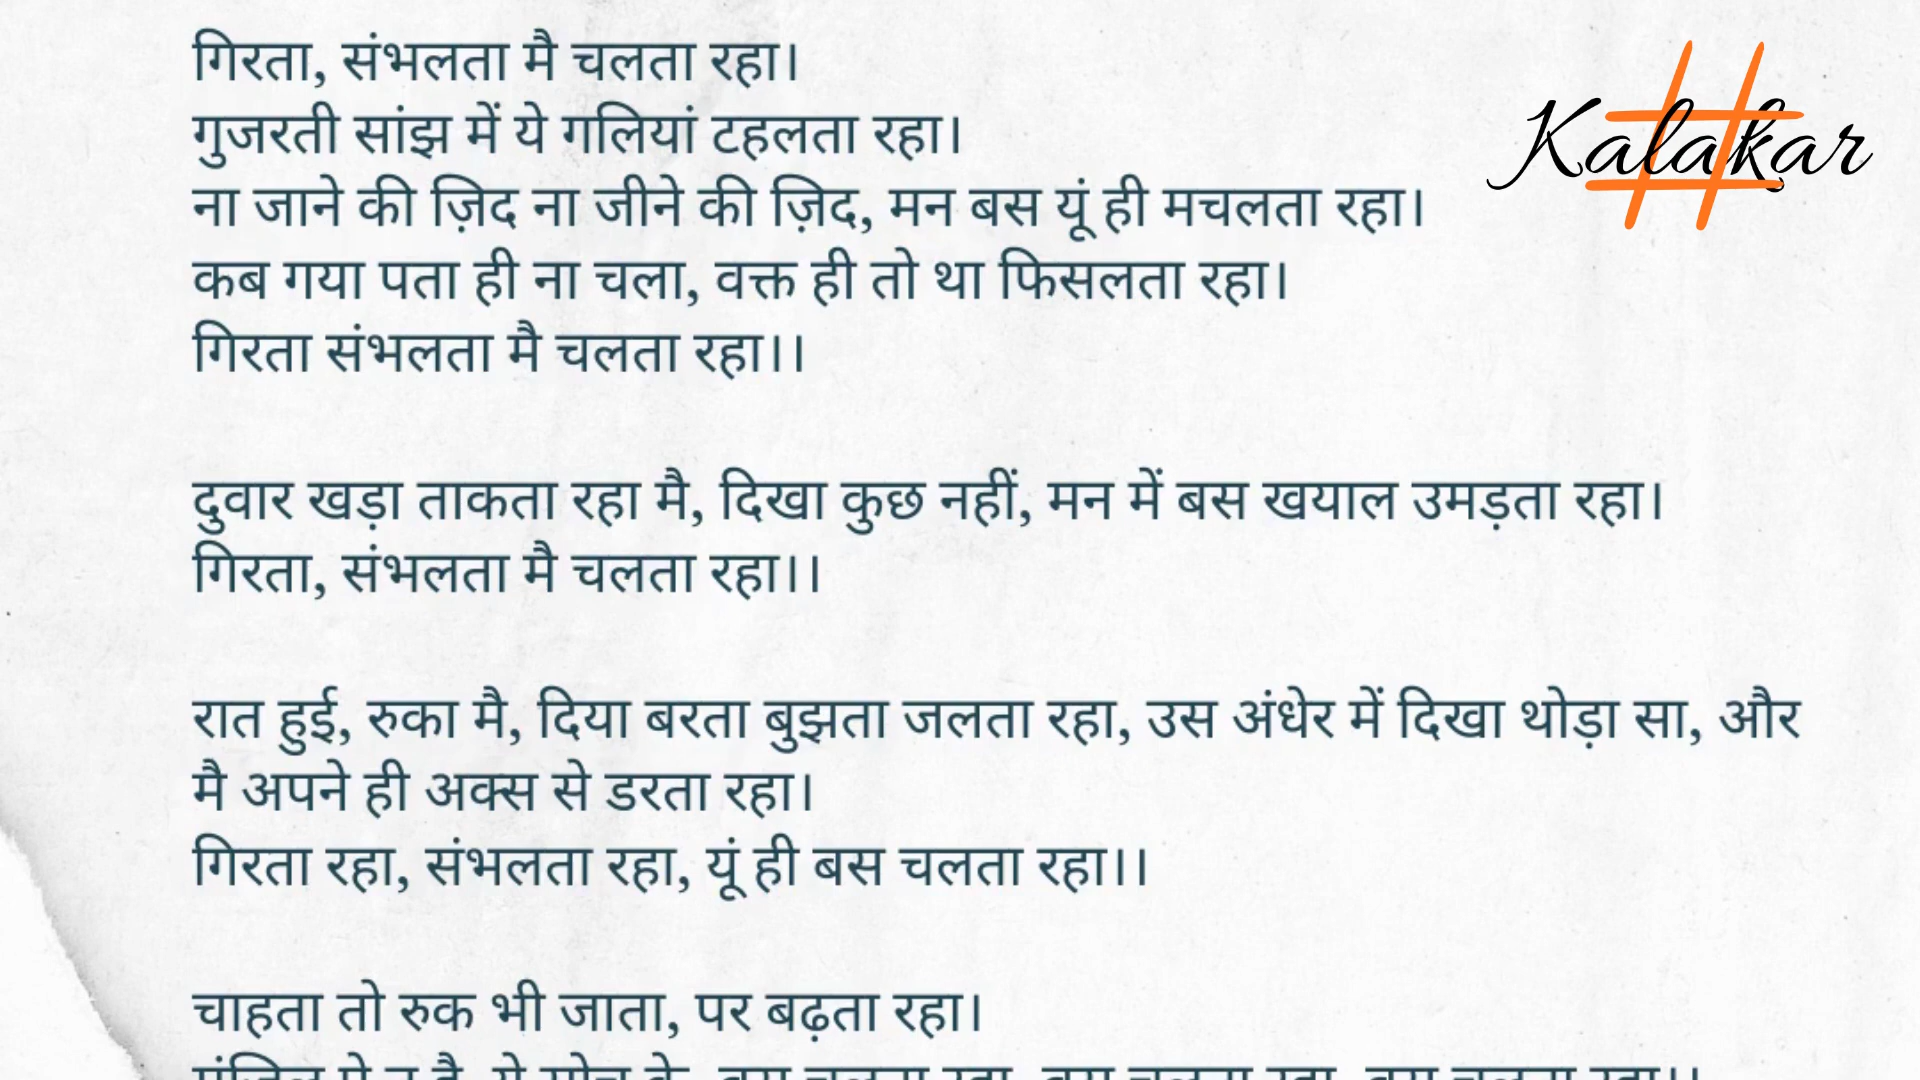 गिरता, संभलता मै चलता रहा।
Kalakar
गुजरती सांझ में ये गलियां टहलता रहा।
ना जाने की ज़िद ना जीने की ज़िद, मन बस यूं ही मचलता रहा।
कब गया पता ही ना चला, वक्त ही तो था फिसलता रहा।
गिरता संभलता मै चलता रहा।।
दुवार खड़ा ताकता रहा मै, दिखा कुछ नहीं, मन में बस खयाल उमड़ता रहा।
गिरता, संभलता मै चलता रहा।।
रात हुई, रुका मै, दिया बरता बुझता जलता रहा, उस अंधेर में दिखा थोड़ा सा, और
मै अपने ही अक्स से डरता रहा।
गिरता रहा, संभलता रहा, यूं ही बस चलता रहा।।
चाहता तो रुक भी जाता, पर बढ़ता रहा।